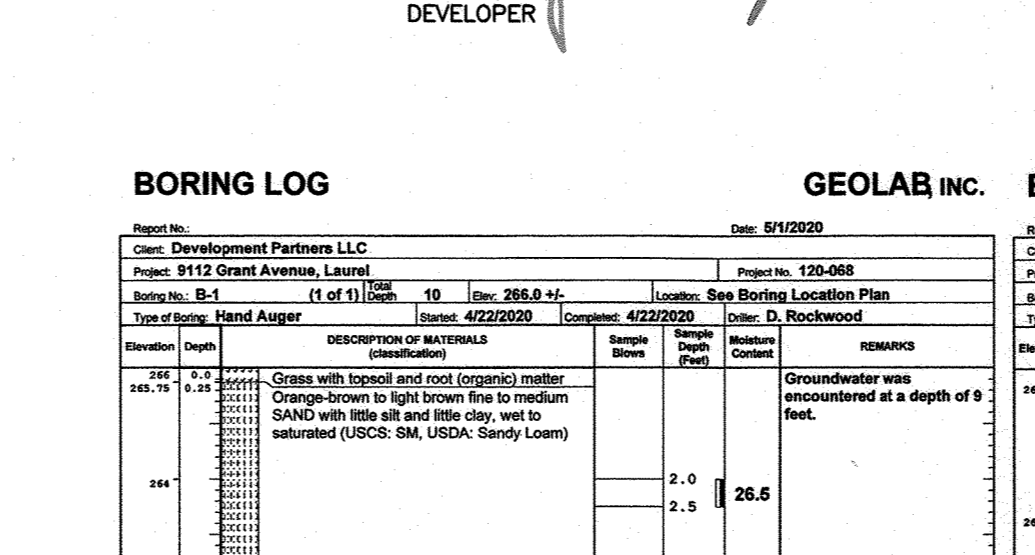 DEVELOPER
BORING LOG
GEOLAB, INC.
Report No.:
Date: 5/1/2020
Client: Development Partners LLC
Project: 9112 Grant Avenue, Laurel
Project No. 120-068
Boring No.: B-1 (1 of 1) Total Depth 10 Elev: 266.0 +/- Location: See Boring Location Plan
Type of Boring: Hand Auger Started: 4/22/2020 Completed: 4/22/2020 Driller: D. Rockwood
Elevation Depth DESCRIPTION OF MATERIALS (classification) Sample Blows Sample Depth (Feet) Moisture Content REMARKS
266 0.0 Grass with topsoil and root (organic) matter Groundwater was
265.75 0.25 Orange-brown to light brown fine to medium encountered at a depth of 9
SAND with little silt and little clay, wet to feet.
saturated (USCS: SM, USDA: Sandy Loam)
264 2.0
26.5
2.5